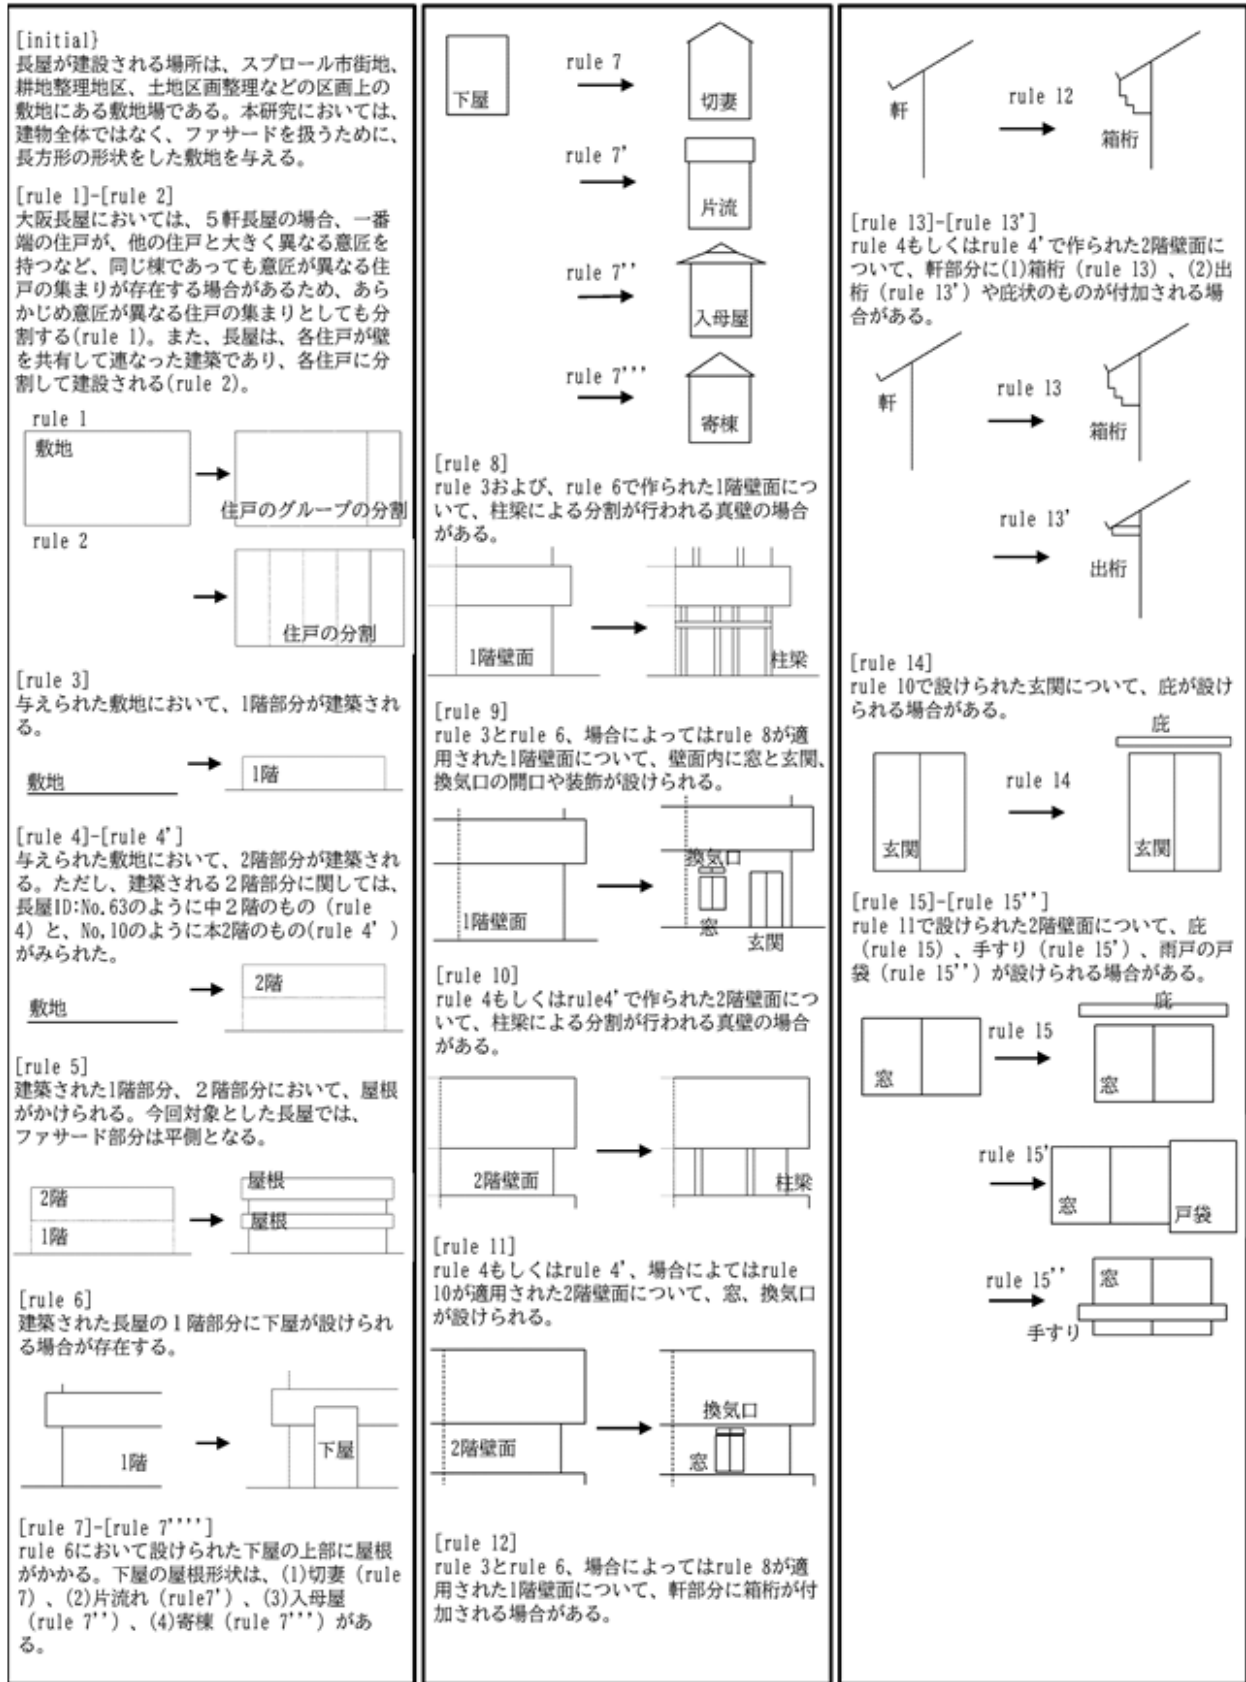 [initial}
長屋が建設される場所は、スプロール市街地、
耕地整理地区、土地区画整理などの区画上の
敷地にある敷地場である。本研究においては、
建物全体ではなく、ファサードを扱うために、
長方形の形状をした敷地を与える。
[rule 1]-[rule 2]
大阪長屋においては、５軒長屋の場合、一番
端の住戸が、他の住戸と大きく異なる意匠を
持つなど、同じ棟であっても意匠が異なる住
戸の集まりが存在する場合があるため、あら
かじめ意匠が異なる住戸の集まりとしても分
割する(rule 1)。また、長屋は、各住戸が壁
を共有して連なった建築であり、各住戸に分
割して建設される(rule 2)。
rule 1
敷地
住戸のグループの分割
rule 2
住戸の分割
[rule 3]
与えられた敷地において、1階部分が建築され
る。
敷地
1階
[rule 4]-[rule 4']
与えられた敷地において、2階部分が建築され
る。ただし、建築される２階部分に関しては、
長屋ID:No.63のように中２階のもの（rule
4）と、No.10のように本2階のもの(rule 4'）
がみられた。
敷地
2階
[rule 5]
建築された1階部分、２階部分において、屋根
がかけられる。今回対象とした長屋では、
ファサード部分は平側となる。
2階
1階
屋根
屋根
[rule 6]
建築された長屋の１階部分に下屋が設けられ
る場合が存在する。
1階
下屋
[rule 7]-[rule 7'''']
rule 6において設けられた下屋の上部に屋根
がかかる。下屋の屋根形状は、(1)切妻（rule
7）、(2)片流れ（rule7'）、(3)入母屋
（rule 7''）、(4)寄棟（rule 7'''）があ
る。
下屋
rule 7
切妻
rule 7'
片流
rule 7''
入母屋
rule 7'''
寄棟
[rule 8]
rule 3および、rule 6で作られた1階壁面につ
いて、柱梁による分割が行われる真壁の場合
がある。
1階壁面
柱梁
[rule 9]
rule 3とrule 6、場合によってはrule 8が適
用された1階壁面について、壁面内に窓と玄関、
換気口の開口や装飾が設けられる。
1階壁面
換気口
窓
玄関
[rule 10]
rule 4もしくはrule4'で作られた2階壁面につ
いて、柱梁による分割が行われる真壁の場合
がある。
2階壁面
柱梁
[rule 11]
rule 4もしくはrule 4'、場合によてはrule
10が適用された2階壁面について、窓、換気口
が設けられる。
2階壁面
換気口
窓
[rule 12]
rule 3とrule 6、場合によってはrule 8が適
用された1階壁面について、軒部分に箱桁が付
加される場合がある。
軒
rule 12
箱桁
[rule 13]-[rule 13']
rule 4もしくはrule 4'で作られた2階壁面に
ついて、軒部分に(1)箱桁（rule 13）、(2)出
桁（rule 13'）や庇状のものが付加される場
合がある。
軒
rule 13
箱桁
rule 13'
出桁
[rule 14]
rule 10で設けられた玄関について、庇が設け
られる場合がある。
庇
玄関
rule 14
玄関
[rule 15]-[rule 15'']
rule 11で設けられた2階壁面について、庇
（rule 15）、手すり（rule 15'）、雨戸の戸
袋（rule 15''）が設けられる場合がある。
庇
窓
rule 15
窓
rule 15'
窓
戸袋
rule 15''
窓
手すり